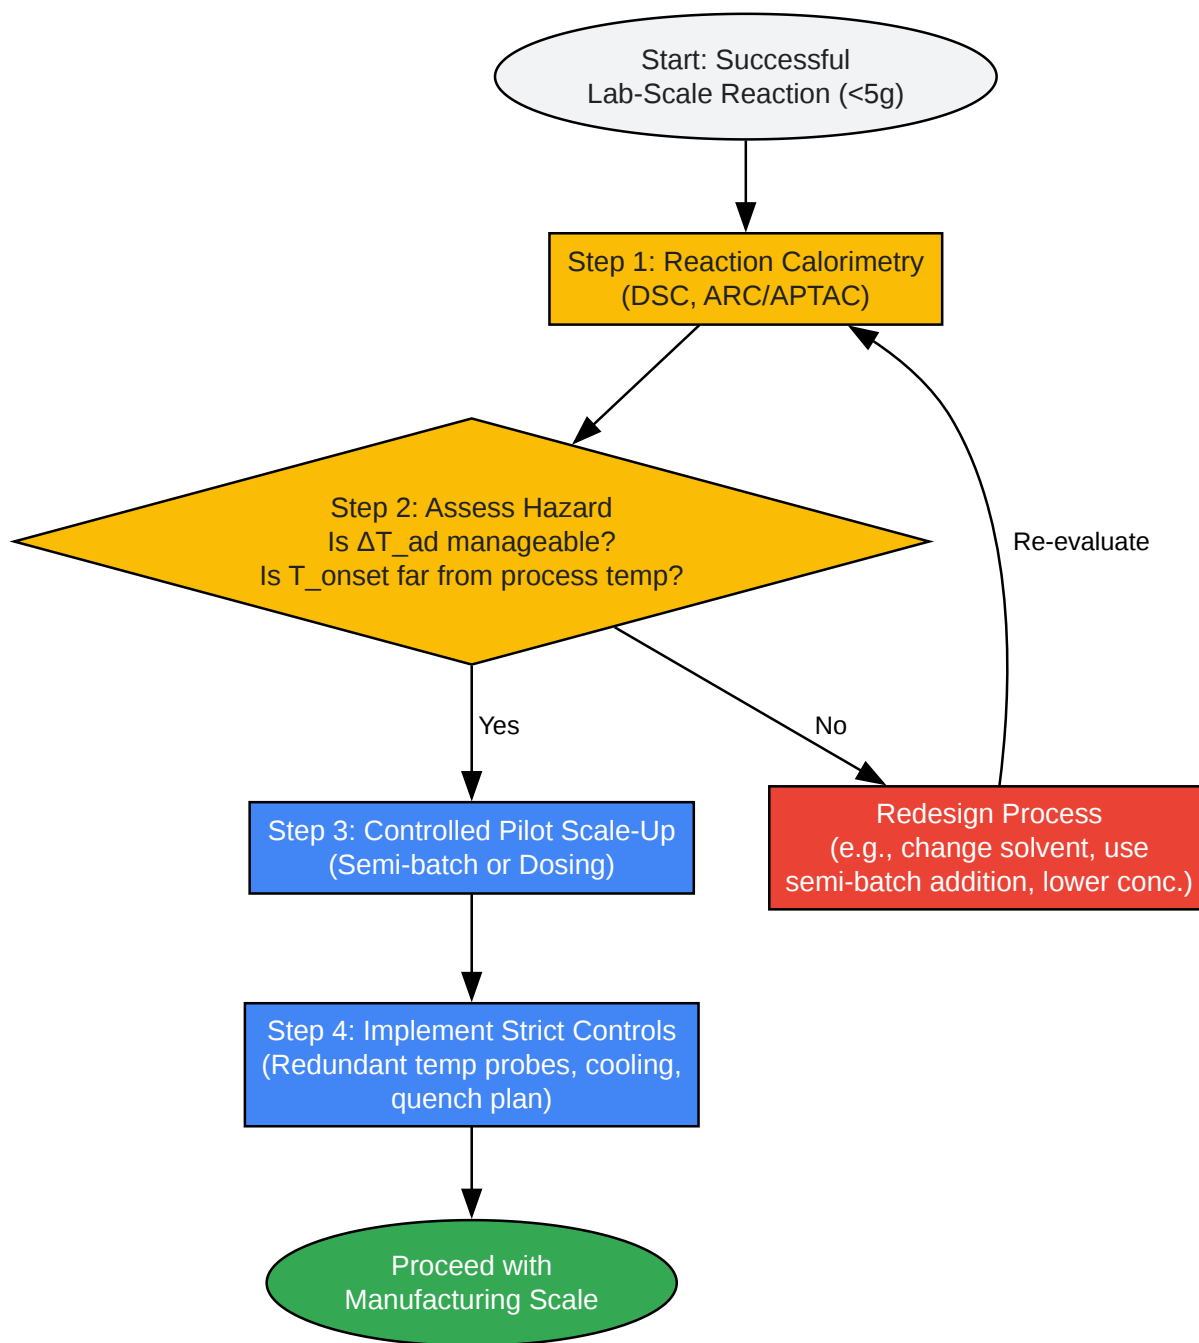 Start: Successful
Lab-Scale Reaction (<5g)
Step 1: Reaction Calorimetry
(DSC, ARC/APTAC)
Step 2: Assess Hazard
Is ΔT_ad manageable?
Is T_onset far from process temp?
Re-evaluate
Yes
No
Step 3: Controlled Pilot Scale-Up
(Semi-batch or Dosing)
Redesign Process
(e.g., change solvent, use
semi-batch addition, lower conc.)
Step 4: Implement Strict Controls
(Redundant temp probes, cooling,
quench plan)
Proceed with
Manufacturing Scale